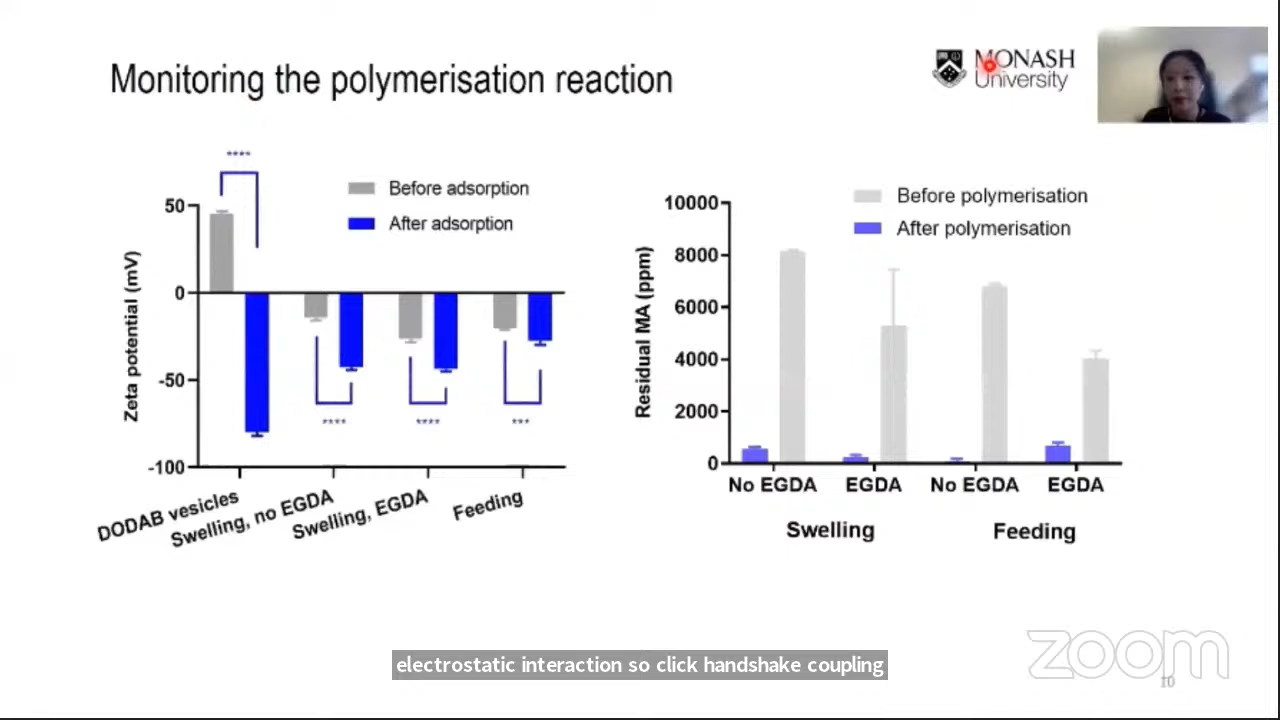 Monitoring the polymerisation reaction
MONASH
University
****
Before adsorption
After adsorption
Zeta potential (mV)
50
0
-50
-100
****
****
***
DODAB vesicles
Swelling, no EGDA
Swelling, EGDA
Feeding
Before polymerisation
After polymerisation
Residual MA (ppm)
10000
8000
6000
4000
2000
0
No EGDA
EGDA
No EGDA
EGDA
Swelling
Feeding
electrostatic interaction so click handshake coupling
zoom
10